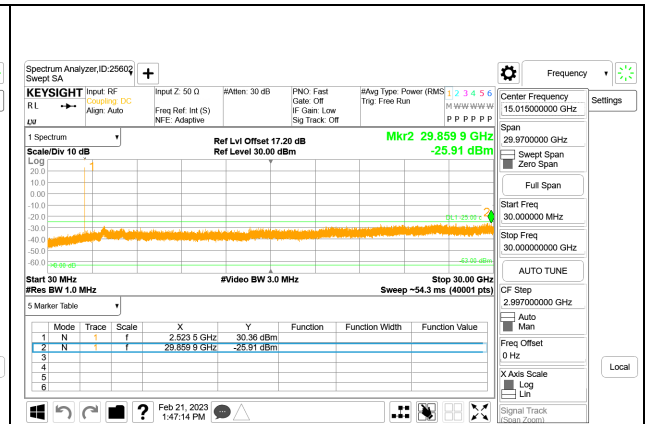 Spectrum Analyzer,ID:25602
Swept SA
+
Frequency
KEYSIGHT
Input: RF
Input Z: 50 Ω
#Atten: 30 dB
PNO: Fast
#Avg Type: Power (RMS
1 2 3 4 5 6
RL
Coupling: DC
Gate: Off
Trig: Free Run
M W W W W W
Align: Auto
Freq Ref: Int (S)
IF Gain: Low
NFE: Adaptive
Sig Track: Off
P P P P P P
Center Frequency
15.015000000 GHz
Settings
Span
29.9700000 GHz
Swept Span
Zero Span
Full Span
Start Freq
30.000000 MHz
Stop Freq
30.000000000 GHz
AUTO TUNE
CF Step
2.997000000 GHz
Auto
Man
Freq Offset
0 Hz
X Axis Scale
Log
Lin
Local
Signal Track
(Span Zoom)
1 Spectrum
Ref Lvl Offset 17.20 dB
Mkr2 29.859 9 GHz
Scale/Div 10 dB
Ref Level 30.00 dBm
-25.91 dBm
Log
1
20.0
10.0
0.00
-10.0
2
-20.0
-30.0
-40.0
-50.0
-60.0
Start 30 MHz
#Video BW 3.0 MHz
Stop 30.00 GHz
#Res BW 1.0 MHz
Sweep ~54.3 ms (40001 pts)
5 Marker Table
Mode Trace Scale X Y Function Function Width Function Value
1 N 1 f 2.523 5 GHz 30.36 dBm
2 N 1 f 29.859 9 GHz -25.91 dBm
3
4
5
6
?
Feb 21, 2023
1:47:14 PM